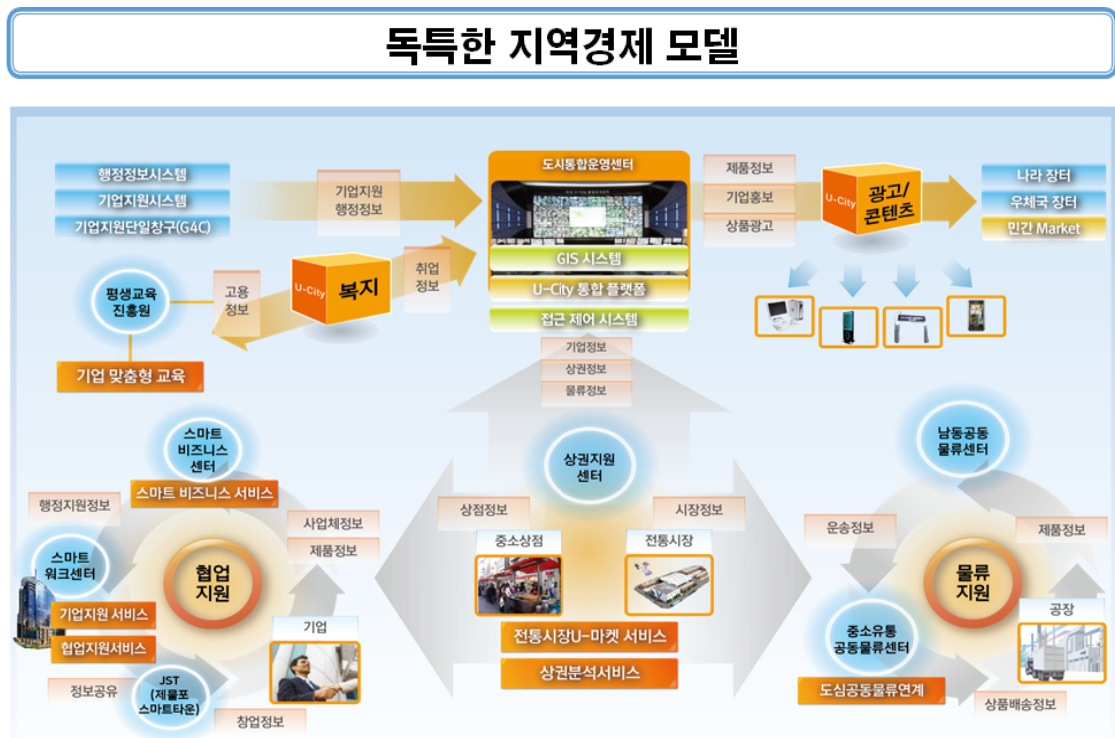 독특한 지역경제 모델
행정정보시스템
기업지원시스템
기업지원단일창구(G4C)
기업지원
행정정보
도시통합운영센터
GIS 시스템
U-City 통합 플랫폼
접근 제어 시스템
제품정보
기업홍보
상품광고
U-City
광고/
콘텐츠
나라 장터
우체국 장터
민간 Market
평생교육
진흥원
고용
정보
U-City
복지
취업
정보
기업 맞춤형 교육
기업정보
상권정보
물류정보
스마트
비즈니스
센터
스마트 비즈니스 서비스
행정지원정보
사업체정보
제품정보
스마트
워크센터
협업
지원
기업지원 서비스
협업지원서비스
기업
정보공유
JST
(제물포
스마트타운)
창업정보
상권지원
센터
상점정보
시장정보
중소상점
전통시장
전통시장U-마켓 서비스
상권분석서비스
남동공동
물류센터
운송정보
제품정보
물류
지원
중소유통
공동물류센터
공장
도심공동물류연계
상품배송정보